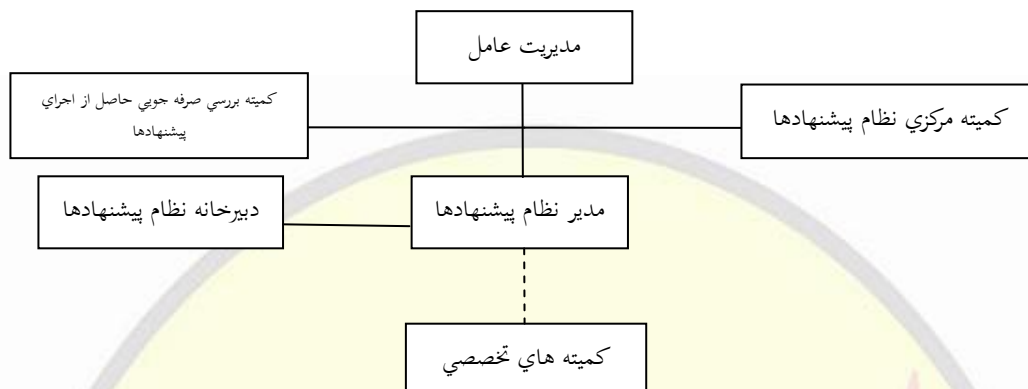 مديريت عامل
كميته مركزي نظام پيشنهادها
كميته بررسي صرفه جويي حاصل از اجراي
پيشنهادها
مدير نظام پيشنهادها
دبيرخانه نظام پيشنهادها
كميته هاي تخصصي